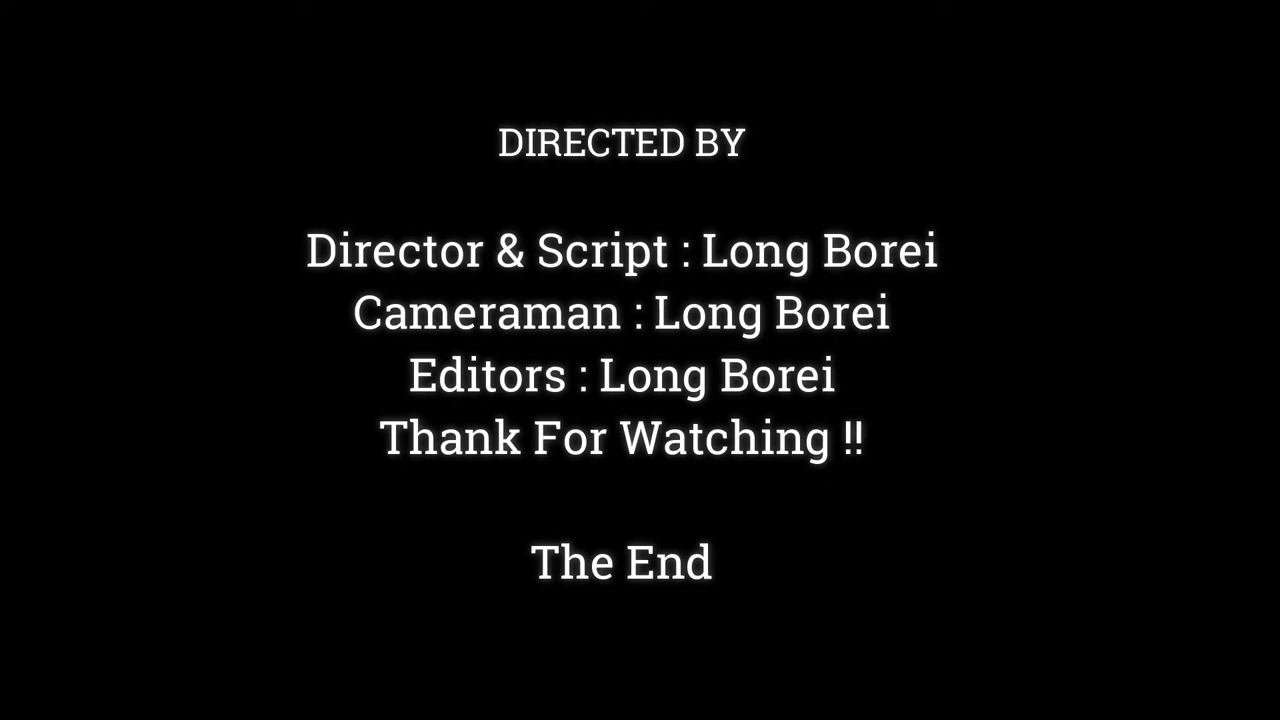 DIRECTED BY
Director & Script : Long Borei
Cameraman : Long Borei
Editors : Long Borei
Thank For Watching !!
The End